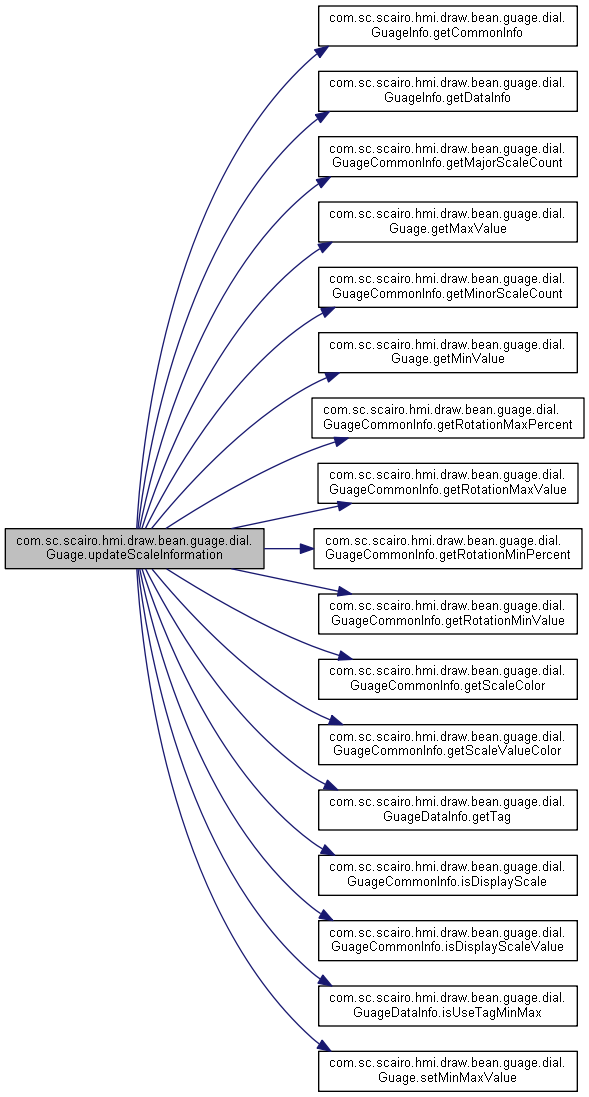 com.sc.scairo.hmi.draw.bean.guage.dial.
GuageInfo.getCommonInfo
com.sc.scairo.hmi.draw.bean.guage.dial.
GuageInfo.getDataInfo
com.sc.scairo.hmi.draw.bean.guage.dial.
GuageCommonInfo.getMajorScaleCount
com.sc.scairo.hmi.draw.bean.guage.dial.
Guage.getMaxValue
com.sc.scairo.hmi.draw.bean.guage.dial.
GuageCommonInfo.getMinorScaleCount
com.sc.scairo.hmi.draw.bean.guage.dial.
Guage.getMinValue
com.sc.scairo.hmi.draw.bean.guage.dial.
GuageCommonInfo.getRotationMaxPercent
com.sc.scairo.hmi.draw.bean.guage.dial.
GuageCommonInfo.getRotationMaxValue
com.sc.scairo.hmi.draw.bean.guage.dial.
Guage.updateScaleInformation
com.sc.scairo.hmi.draw.bean.guage.dial.
GuageCommonInfo.getRotationMinPercent
com.sc.scairo.hmi.draw.bean.guage.dial.
GuageCommonInfo.getRotationMinValue
com.sc.scairo.hmi.draw.bean.guage.dial.
GuageCommonInfo.getScaleColor
com.sc.scairo.hmi.draw.bean.guage.dial.
GuageCommonInfo.getScaleValueColor
com.sc.scairo.hmi.draw.bean.guage.dial.
GuageDataInfo.getTag
com.sc.scairo.hmi.draw.bean.guage.dial.
GuageCommonInfo.isDisplayScale
com.sc.scairo.hmi.draw.bean.guage.dial.
GuageCommonInfo.isDisplayScaleValue
com.sc.scairo.hmi.draw.bean.guage.dial.
GuageDataInfo.isUseTagMinMax
com.sc.scairo.hmi.draw.bean.guage.dial.
Guage.setMinMaxValue